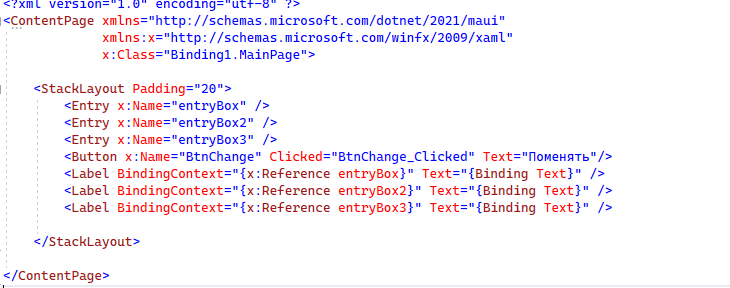 <?xml version="1.0" encoding="utf-8" ?>
<ContentPage xmlns="http://schemas.microsoft.com/dotnet/2021/maui"
xmlns:x="http://schemas.microsoft.com/winfx/2009/xaml"
x:Class="Binding1.MainPage">
<StackLayout Padding="20">
<Entry x:Name="entryBox" />
<Entry x:Name="entryBox2" />
<Entry x:Name="entryBox3" />
<Button x:Name="BtnChange" Clicked="BtnChange_Clicked" Text="Поменять"/>
<Label BindingContext="{x:Reference entryBox}" Text="{Binding Text}" />
<Label BindingContext="{x:Reference entryBox2}" Text="{Binding Text}" />
<Label BindingContext="{x:Reference entryBox3}" Text="{Binding Text}" />
</StackLayout>
</ContentPage>